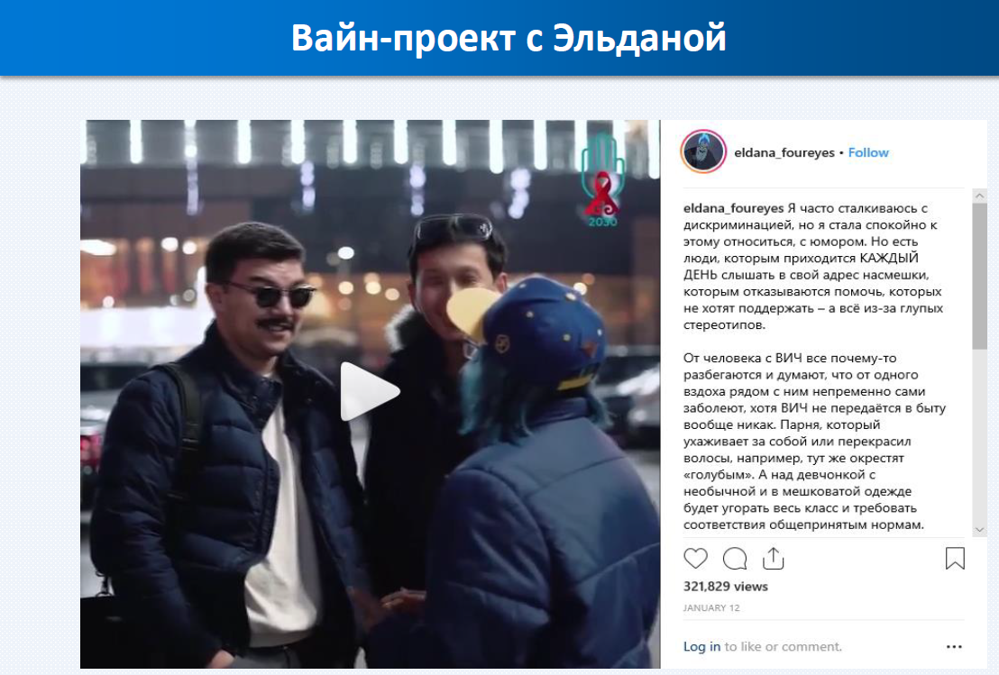 Вайн-проект с Эльданой
2030
eldana_foureyes • Follow
eldana_foureyes Я часто сталкиваюсь с
дискриминацией, но я стала спокойно к
этому относиться, с юмором. Но есть
люди, которым приходится КАЖДЫЙ
ДЕНЬ слышать в свой адрес насмешки,
которым отказываются помочь, которых
не хотят поддержать – а всё из-за глупых
стереотипов.
От человека с ВИЧ все почему-то
разбегаются и думают, что от одного
вздоха рядом с ним непременно сами
заболеют, хотя ВИЧ не передаётся в быту
вообще никак. Парня, который
ухаживает за собой или перекрасил
волосы, например, тут же окрестят
«голубым». А над девчонкой с
необычной и в мешковатой одежде
будет угорать весь класс и требовать
соответствия общепринятым нормам.
321,829 views
JANUARY 12
Log in to like or comment.